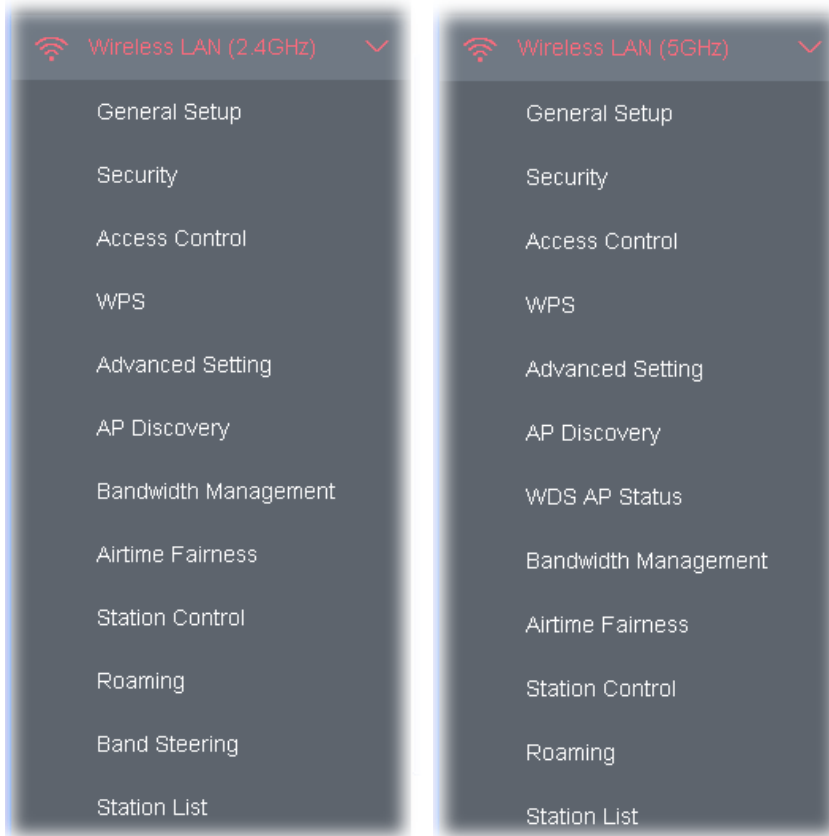 Wireless LAN (2.4GHz)
General Setup
Security
Access Control
WPS
Advanced Setting
AP Discovery
Bandwidth Management
Airtime Fairness
Station Control
Roaming
Band Steering
Station List
Wireless LAN (5GHz)
General Setup
Security
Access Control
WPS
Advanced Setting
AP Discovery
WDS AP Status
Bandwidth Management
Airtime Fairness
Station Control
Roaming
Station List